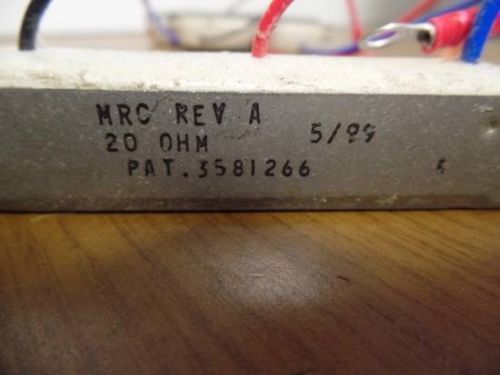 MRC REV A
20 OHM 5/99
PAT.3581266